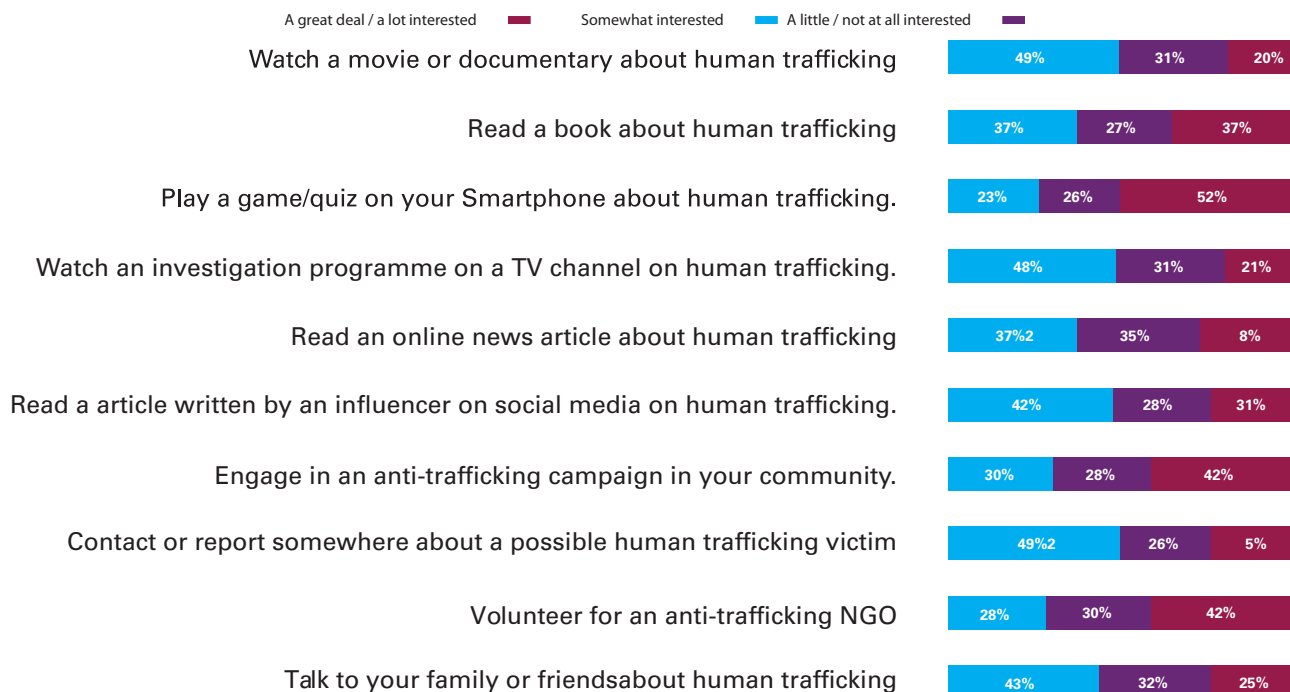 A great deal / a lot interested Somewhat interested A little / not at all interested
Watch a movie or documentary about human trafficking 49% 31% 20%
Read a book about human trafficking 37% 27% 37%
Play a game/quiz on your Smartphone about human trafficking. 23% 26% 52%
Watch an investigation programme on a TV channel on human trafficking. 48% 31% 21%
Read an online news article about human trafficking 37%2 35% 8%
Read a article written by an influencer on social media on human trafficking. 42% 28% 31%
Engage in an anti-trafficking campaign in your community. 30% 28% 42%
Contact or report somewhere about a possible human trafficking victim 49%2 26% 5%
Volunteer for an anti-trafficking NGO 28% 30% 42%
Talk to your family or friendsabout human trafficking 43% 32% 25%